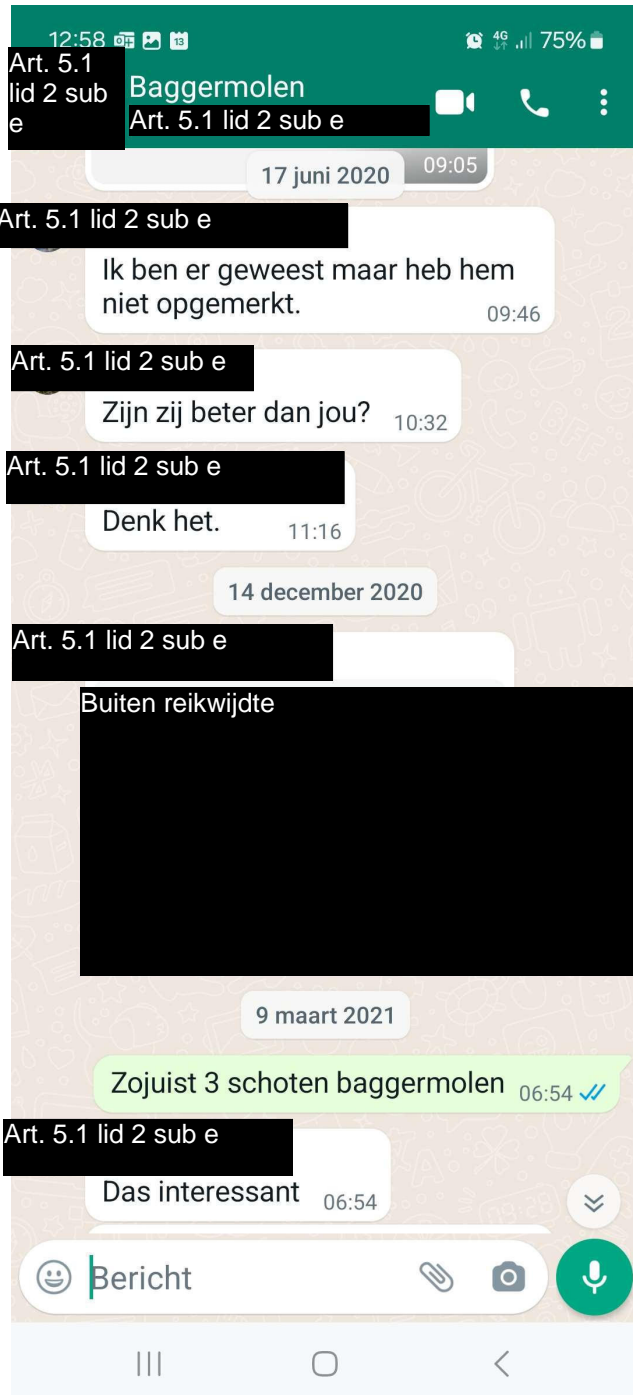 12:58 13 4G 75%
Art. 5.1
lid 2 sub
e
Baggermolen
Art. 5.1 lid 2 sub e
09:05
17 juni 2020
Art. 5.1 lid 2 sub e
Ik ben er geweest maar heb hem
niet opgemerkt. 09:46
Art. 5.1 lid 2 sub e
Zijn zij beter dan jou? 10:32
Art. 5.1 lid 2 sub e
Denk het. 11:16
14 december 2020
Art. 5.1 lid 2 sub e
Buiten reikwijdte
9 maart 2021
Zojuist 3 schoten baggermolen 06:54
Art. 5.1 lid 2 sub e
Das interessant 06:54
Bericht